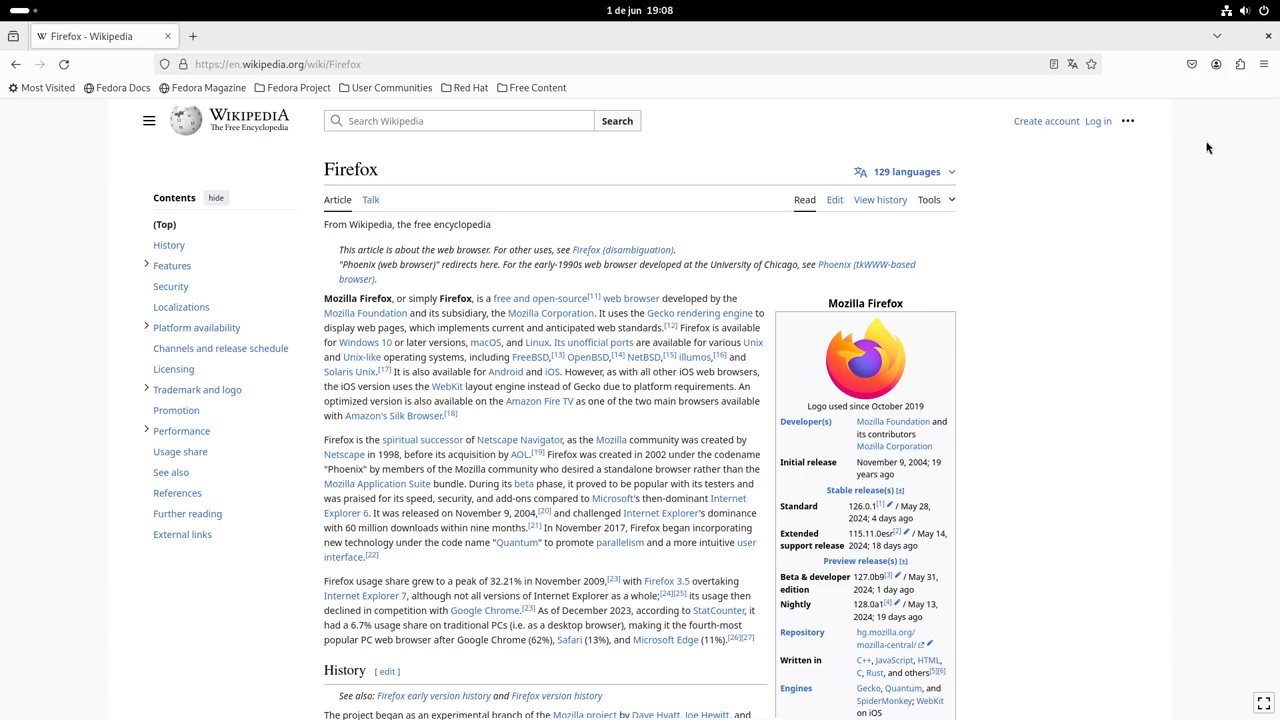 1 de jun 19:08
Firefox - Wikipedia
https://en.wikipedia.org/wiki/Firefox
Most Visited Fedora Docs Fedora Magazine Fedora Project User Communities Red Hat Free Content
WIKIPEDIA
The Free Encyclopedia
Search Wikipedia Search
Create account Log in
Firefox
129 languages
Article Talk Read Edit View history Tools
From Wikipedia, the free encyclopedia
Contents hide
(Top)
History
Features
Security
Localizations
Platform availability
Channels and release schedule
Licensing
Trademark and logo
Promotion
Performance
Usage share
See also
References
Further reading
External links
This article is about the web browser. For other uses, see Firefox (disambiguation).
"Phoenix (web browser)" redirects here. For the early-1990s web browser developed at the University of Chicago, see Phoenix (tkWWW-based
browser).
Mozilla Firefox, or simply Firefox, is a free and open-source[11] web browser developed by the
Mozilla Foundation and its subsidiary, the Mozilla Corporation. It uses the Gecko rendering engine to
display web pages, which implements current and anticipated web standards.[12] Firefox is available
for Windows 10 or later versions, macOS, and Linux. Its unofficial ports are available for various Unix
and Unix-like operating systems, including FreeBSD,[13] OpenBSD,[14] NetBSD,[15] illumos,[16] and
Solaris Unix.[17] It is also available for Android and iOS. However, as with all other iOS web browsers,
the iOS version uses the WebKit layout engine instead of Gecko due to platform requirements. An
optimized version is also available on the Amazon Fire TV as one of the two main browsers available
with Amazon's Silk Browser.[18]
Firefox is the spiritual successor of Netscape Navigator, as the Mozilla community was created by
Netscape in 1998, before its acquisition by AOL.[19] Firefox was created in 2002 under the codename
"Phoenix" by members of the Mozilla community who desired a standalone browser rather than the
Mozilla Application Suite bundle. During its beta phase, it proved to be popular with its testers and
was praised for its speed, security, and add-ons compared to Microsoft's then-dominant Internet
Explorer 6. It was released on November 9, 2004,[20] and challenged Internet Explorer's dominance
with 60 million downloads within nine months.[21] In November 2017, Firefox began incorporating
new technology under the code name "Quantum" to promote parallelism and a more intuitive user
interface.[22]
Firefox usage share grew to a peak of 32.21% in November 2009,[23] with Firefox 3.5 overtaking
Internet Explorer 7, although not all versions of Internet Explorer as a whole;[24][25] its usage then
declined in competition with Google Chrome.[23] As of December 2023, according to StatCounter, it
had a 6.7% usage share on traditional PCs (i.e. as a desktop browser), making it the fourth-most
popular PC web browser after Google Chrome (62%), Safari (13%), and Microsoft Edge (11%).[26][27]
History [ edit ]
See also: Firefox early version history and Firefox version history
The project began as an experimental branch of the Mozilla project by Dave Hyatt, Joe Hewitt, and
Mozilla Firefox
Logo used since October 2019
Developer(s) Mozilla Foundation and
its contributors
Mozilla Corporation
Initial release November 9, 2004; 19
years ago
Stable release(s) [±]
Standard 126.0.1[1] / May 28,
2024; 4 days ago
Extended 115.11.0esr[2] / May 14,
support release 2024; 18 days ago
Preview release(s) [±]
Beta & developer 127.0b9[3] / May 31,
edition 2024; 1 day ago
Nightly 128.0a1[4] / May 13,
2024; 19 days ago
Repository hg.mozilla.org/
mozilla-central/
Written in C++, JavaScript, HTML,
C, Rust, and others[5][6]
Engines Gecko, Quantum, and
SpiderMonkey; WebKit
on iOS